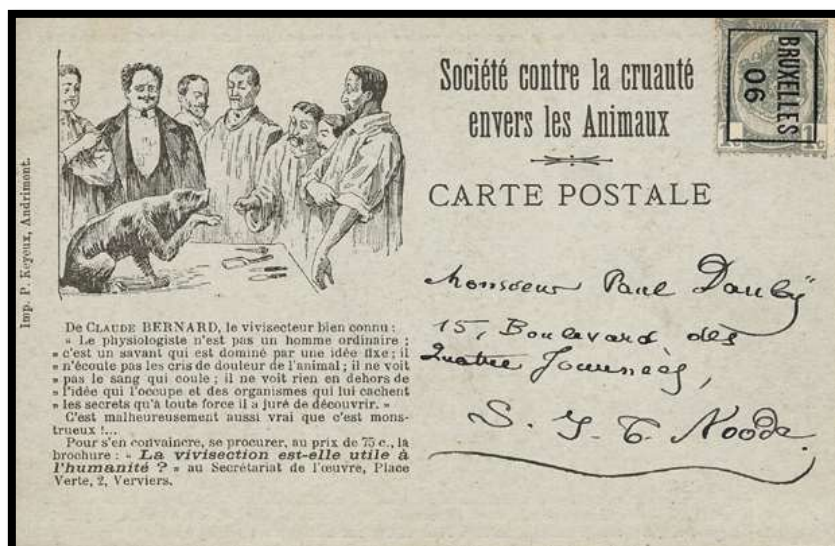 Société contre la cruauté
envers les Animaux
CARTE POSTALE
BRUXELLES
06
1c 1c
Imp. P. Keyeux, Andrimont.
De CLAUDE BERNARD, le vivisecteur bien connu :
« Le physiologiste n'est pas un homme ordinaire ;
« c'est un savant qui est dominé par une idée fixe ; il
« n'écoute pas les cris de douleur de l'animal ; il ne voit
« pas le sang qui coule ; il ne voit rien en dehors de
« l'idée qui l'occupe et des organismes qui lui cachent
« les secrets qu'à toute force il a juré de découvrir. »
C'est malheureusement aussi vrai que c'est mons-
trueux !...
Pour s'en convaincre, se procurer, au prix de 75 c., la
brochure : « La vivisection est-elle utile à
l'humanité ? » au Secrétariat de l'œuvre, Place
Verte, 2, Verviers.
Monsieur Paul Dauby
15, Boulevard des
Quatre Journées,
S. J. T. Noode.